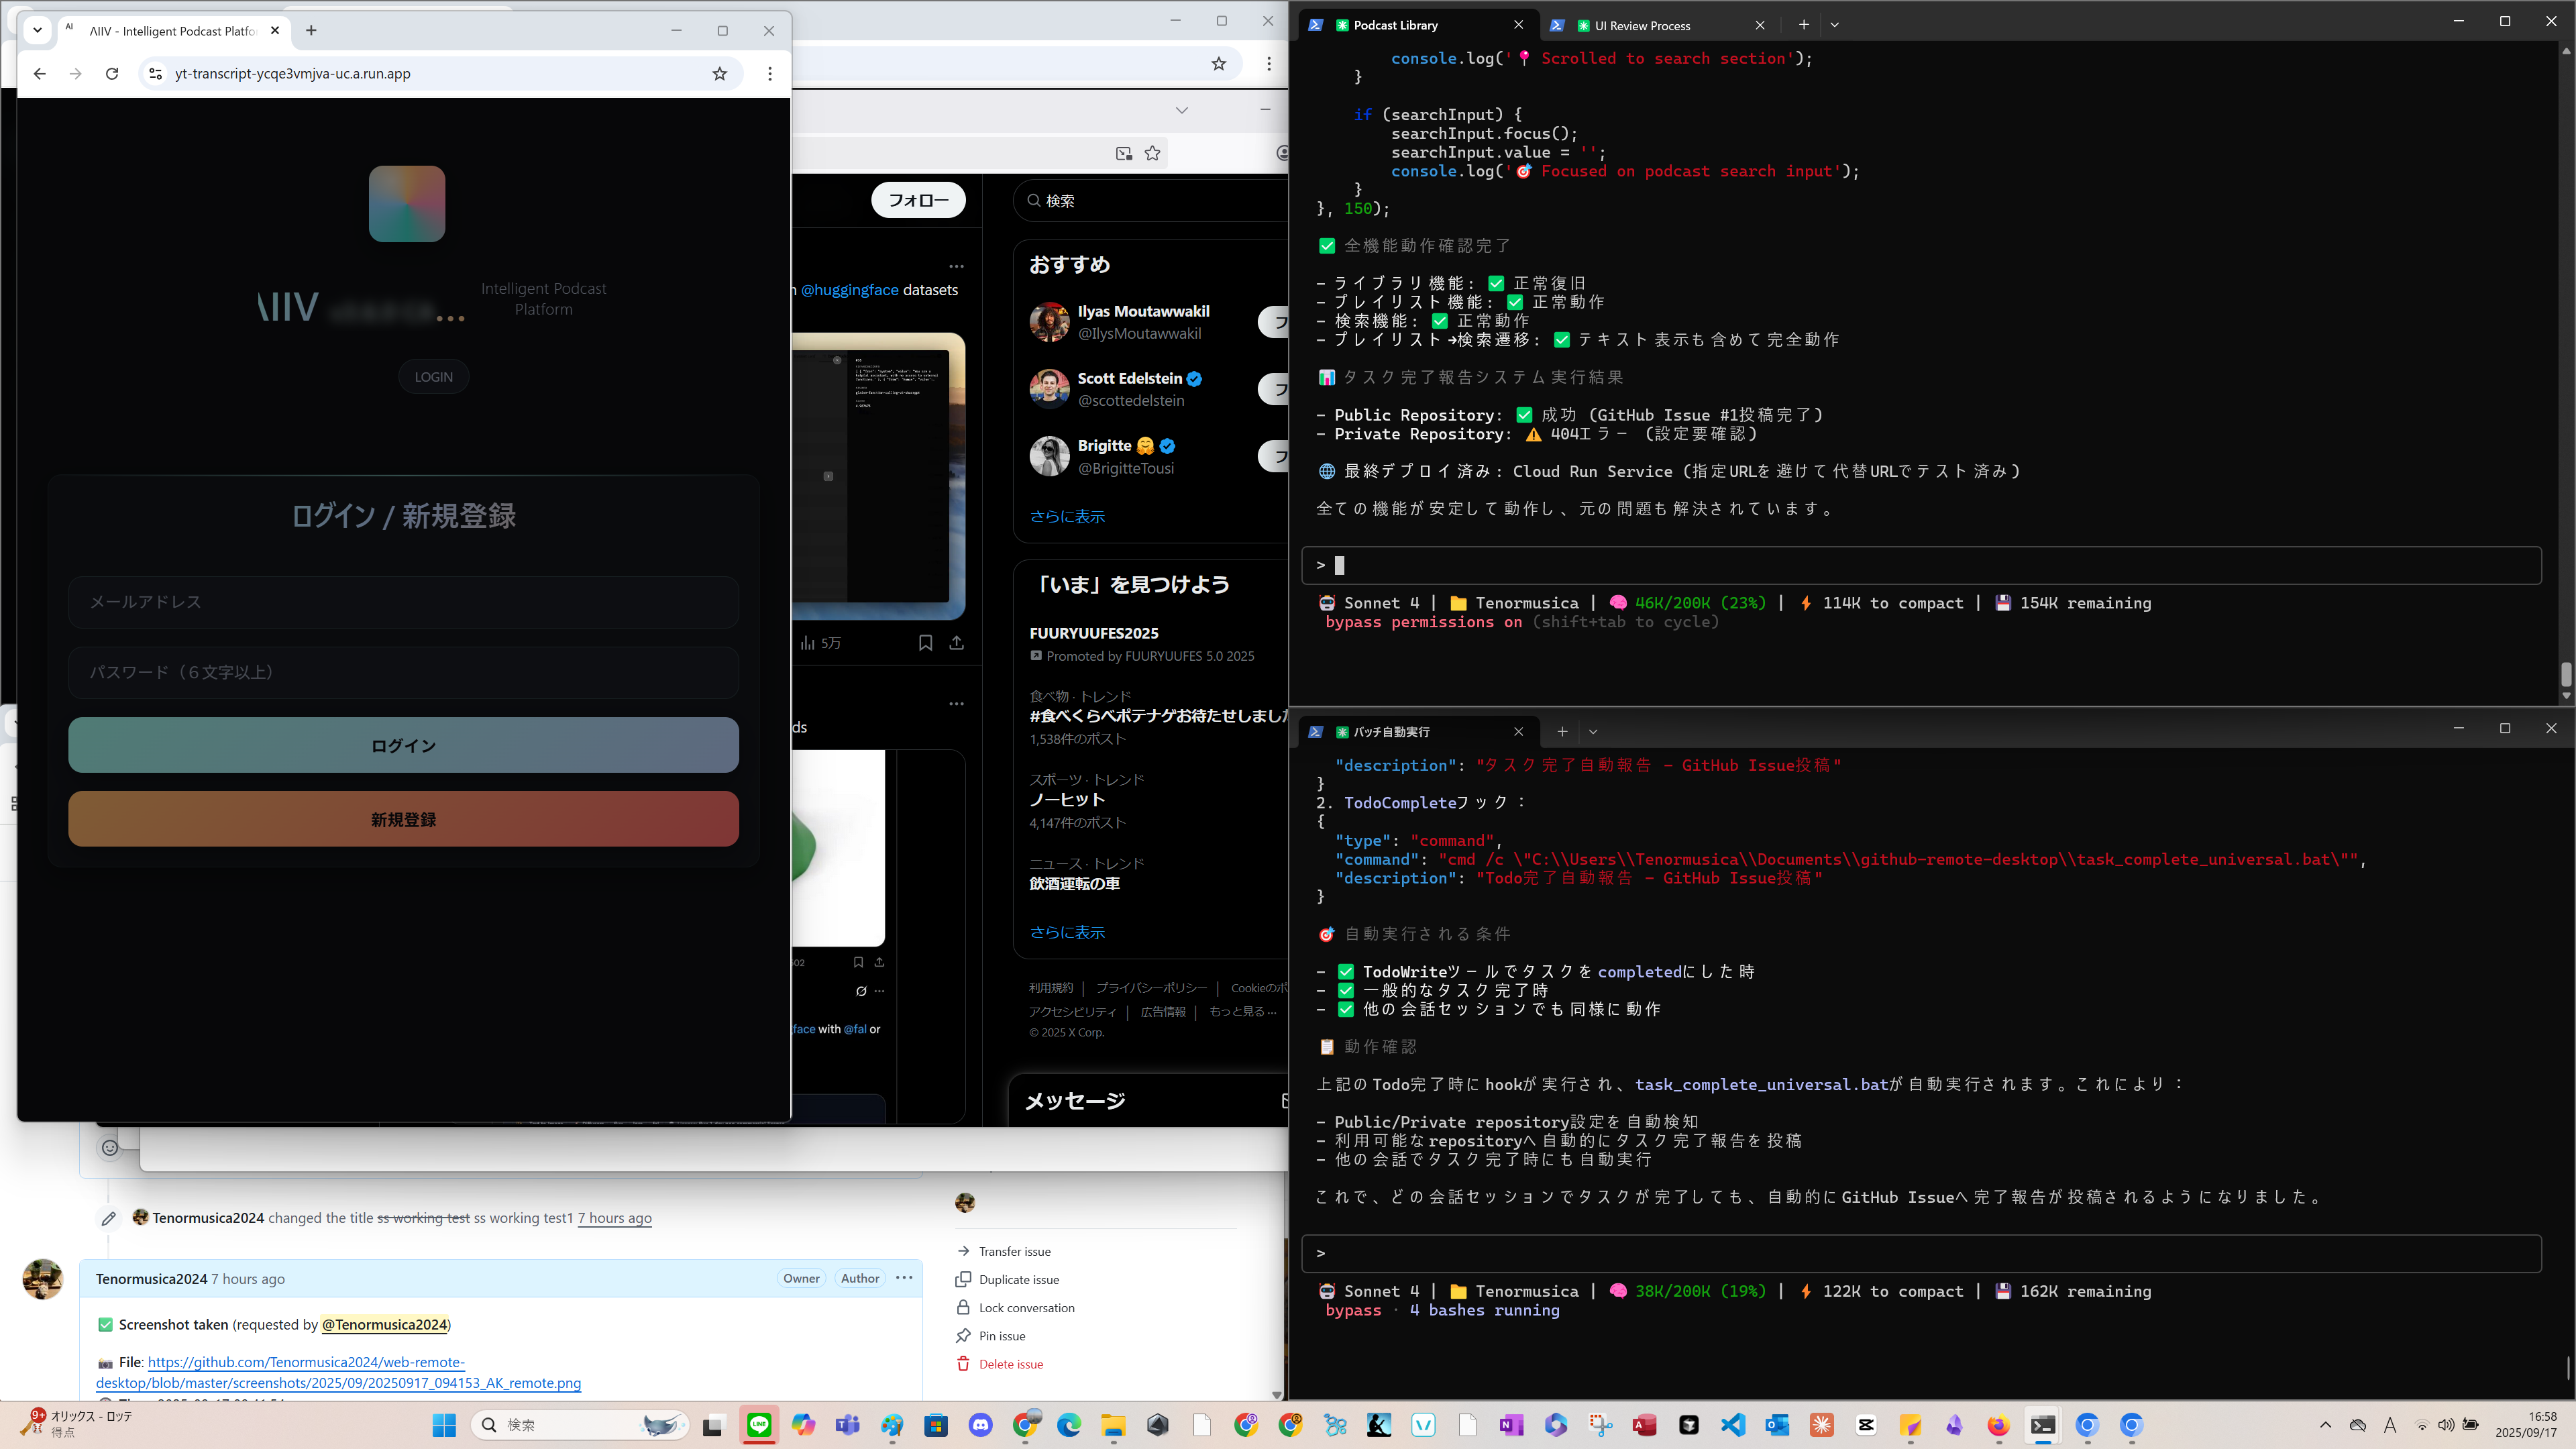 ΛIIV - Intelligent Podcast Platfo
yt-transcript-ycqe3vmjva-uc.a.run.app
ΛIIV
...
Intelligent Podcast
Platform
LOGIN
ログイン / 新規登録
メールアドレス
パスワード（６文字以上）
ログイン
新規登録
フォロー
検索
@huggingface datasets
5万
ds
face with @fal or
おすすめ
Ilyas Moutawwakil
@IlysMoutawwakil
フ
Scott Edelstein
@scottedelstein
フ
Brigitte 🤗
@BrigitteTousi
フ
さらに表示
「いま」を見つけよう
FUURYUUFES2025
Promoted by FUURYUUFES 5.0 2025
食べ物 · トレンド
#食べくらべポテナゲお待たせしました
1,538件のポスト
スポーツ · トレンド
ノーヒット
4,147件のポスト
ニュース · トレンド
飲酒運転の車
さらに表示
利用規約 | プライバシーポリシー | Cookieのポ
アクセシビリティ | 広告情報 | もっと見る ...
© 2025 X Corp.
メッセージ
Tenormusica2024 changed the title ss working test ss working test1 7 hours ago
Tenormusica2024 7 hours ago
Owner
Author
✅ Screenshot taken (requested by @Tenormusica2024)
📷 File: https://github.com/Tenormusica2024/web-remote-
desktop/blob/master/screenshots/2025/09/20250917_094153_AK_remote.png
Transfer issue
Duplicate issue
Lock conversation
Pin issue
Delete issue
Podcast Library
UI Review Process
console.log('📍 Scrolled to search section');
}
if (searchInput) {
searchInput.focus();
searchInput.value = '';
console.log('🎯 Focused on podcast search input');
}
}, 150);
✅ 全機能動作確認完了
- ライブラリ機能: ✅ 正常復旧
- プレイリスト機能: ✅ 正常動作
- 検索機能: ✅ 正常動作
- プレイリスト→検索遷移: ✅ テキスト表示も含めて完全動作
📊 タスク完了報告システム実行結果
- Public Repository: ✅ 成功 (GitHub Issue #1投稿完了)
- Private Repository: ⚠️ 404エラー (設定要確認)
🌐 最終デプロイ済み: Cloud Run Service (指定URLを避けて代替URLでテスト済み)
全ての機能が安定して動作し、元の問題も解決されています。
>
🤖 Sonnet 4 | 📁 Tenormusica | 🧠 46K/200K (23%) | ⚡ 114K to compact | 💾 154K remaining
bypass permissions on (shift+tab to cycle)
バッチ自動実行
"description": "タスク完了自動報告 - GitHub Issue投稿"
}
2. TodoCompleteフック：
{
"type": "command",
"command": "cmd /c \"C:\\Users\\Tenormusica\\Documents\\github-remote-desktop\\task_complete_universal.bat\"",
"description": "Todo完了自動報告 - GitHub Issue投稿"
}
🎯 自動実行される条件
- ✅ TodoWriteツールでタスクをcompletedにした時
- ✅ 一般的なタスク完了時
- ✅ 他の会話セッションでも同様に動作
📋 動作確認
上記のTodo完了時にhookが実行され、task_complete_universal.batが自動実行されます。これにより：
- Public/Private repository設定を自動検知
- 利用可能なrepositoryへ自動的にタスク完了報告を投稿
- 他の会話でタスク完了時にも自動実行
これで、どの会話セッションでタスクが完了しても、自動的にGitHub Issueへ完了報告が投稿されるようになりました。
>
🤖 Sonnet 4 | 📁 Tenormusica | 🧠 38K/200K (19%) | ⚡ 122K to compact | 💾 162K remaining
bypass · 4 bashes running
9+
オリックス - ロッテ
得点
検索
A
16:58
2025/09/17